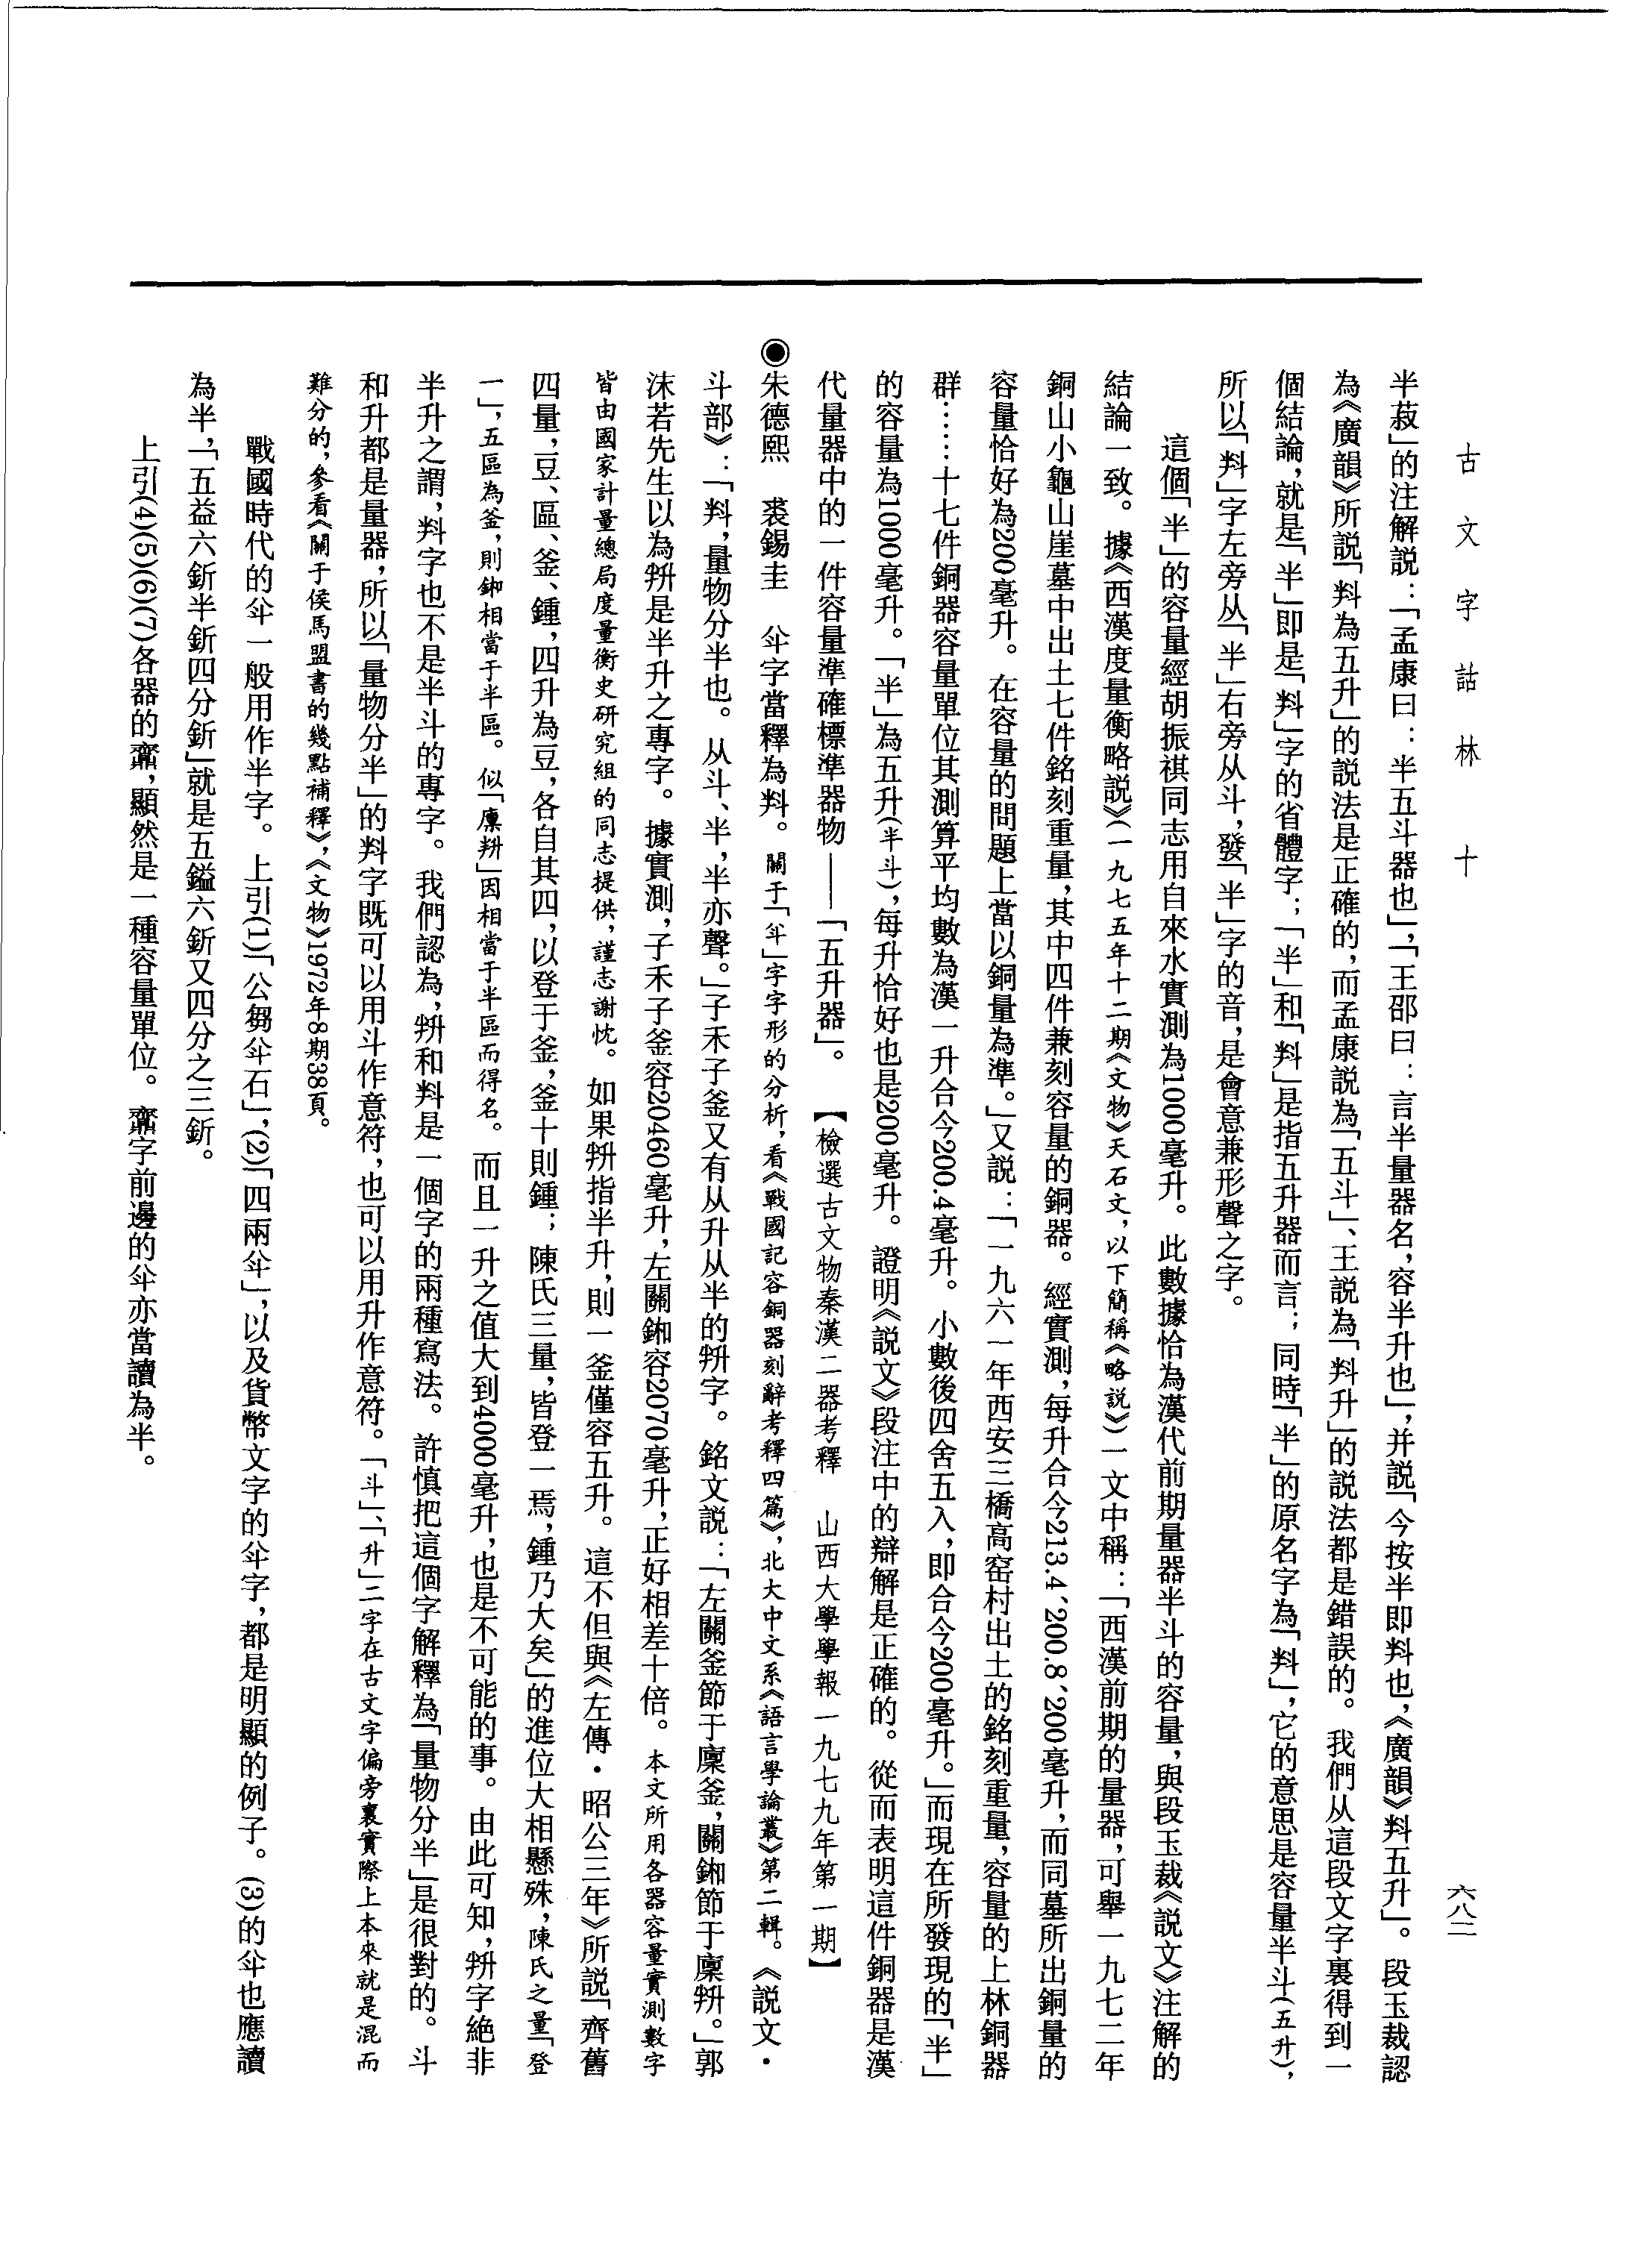 古文字詁林　十
六八二
半菽」的注解説：「孟康曰：半五斗器也」，「王邵曰：言半量器名，容半升也」，并説「今按半即料也，《廣韻》料五升」。段玉裁認
為《廣韻》所説「料為五升」的説法是正確的，而孟康説為「五斗」、王説為「料升」的説法都是錯誤的。我們从這段文字裏得到一
個結論，就是「半」即是「料」字的省體字；「半」和「料」是指五升器而言；同時「半」的原名字為「料」，它的意思是容量半斗（五升），
所以「料」字左旁从「半」右旁从斗，發「半」字的音，是會意兼形聲之字。
這個「半」的容量經胡振祺同志用自來水實測為1000毫升。此數據恰為漢代前期量器半斗的容量，與段玉裁《説文》注解的
結論一致。據《西漢度量衡略説》（一九七五年十二期《文物》天石文，以下簡稱《略説》）一文中稱：「西漢前期的量器，可舉一九七二年
銅山小龜山崖墓中出土七件銘刻重量，其中四件兼刻容量的銅器。經實測，每升合今213.4、200.8、200毫升，而同墓所出銅量的
容量恰好為200毫升。在容量的問題上當以銅量為準。」又説：「一九六一年西安三橋高窑村出土的銘刻重量，容量的上林銅器
群……十七件銅器容量單位其測算平均數為漢一升合今200.4毫升。小數後四舍五入，即合今200毫升。」而現在所發現的「半」
的容量為1000毫升。「半」為五升（半斗），每升恰好也是200毫升。證明《説文》段注中的辯解是正確的。從而表明這件銅器是漢
代量器中的一件容量準確標準器物——「五升器」。　【檢選古文物秦漢二器考釋　山西大學學報一九七九年第一期】
◉朱德熙　裘錫圭　伞字當釋為料。關于「伞」字字形的分析，看《戰國記容銅器刻辭考釋四篇》，北大中文系《語言學論叢》第二輯。《説文·
斗部》：「料，量物分半也。从斗、半，半亦聲。」子禾子釜又有从升从半的𢆉字。銘文説：「左關釜節于廩釜，關鉌節于廩𢆉。」郭
沫若先生以為𢆉是半升之專字。據實測，子禾子釜容20460毫升，左關鉌容2070毫升，正好相差十倍。本文所用各器容量實測數字
皆由國家計量總局度量衡史研究組的同志提供，謹志謝忱。如果𢆉指半升，則一釜僅容五升。這不但與《左傳·昭公三年》所説「齊舊
四量，豆、區、釜、鍾，四升為豆，各自其四，以登于釜，釜十則鍾；陳氏三量，皆登一焉，鍾乃大矣」的進位大相懸殊，陳氏之量「登
一」，五區為釜，則鉌相當于半區。似「廩𢆉」因相當于半區而得名。而且一升之值大到4000毫升，也是不可能的事。由此可知，𢆉字絶非
半升之謂，料字也不是半斗的專字。我們認為，𢆉和料是一個字的兩種寫法。許慎把這個字解釋為「量物分半」是很對的。斗
和升都是量器，所以「量物分半」的料字既可以用斗作意符，也可以用升作意符。「斗」、「升」二字在古文字偏旁裏實際上本來就是混而
難分的，參看《關于侯馬盟書的幾點補釋》，《文物》1972年8期38頁。
戰國時代的伞一般用作半字。上引(1)「公芻伞石」，(2)「四兩伞」，以及貨幣文字的伞字，都是明顯的例子。(3)的伞也應讀
為半，「五益六釿半釿四分釿」就是五鎰六釿又四分之三釿。
上引(4)(5)(6)(7)各器的𪔅，顯然是一種容量單位。𪔅字前邊的伞亦當讀為半。